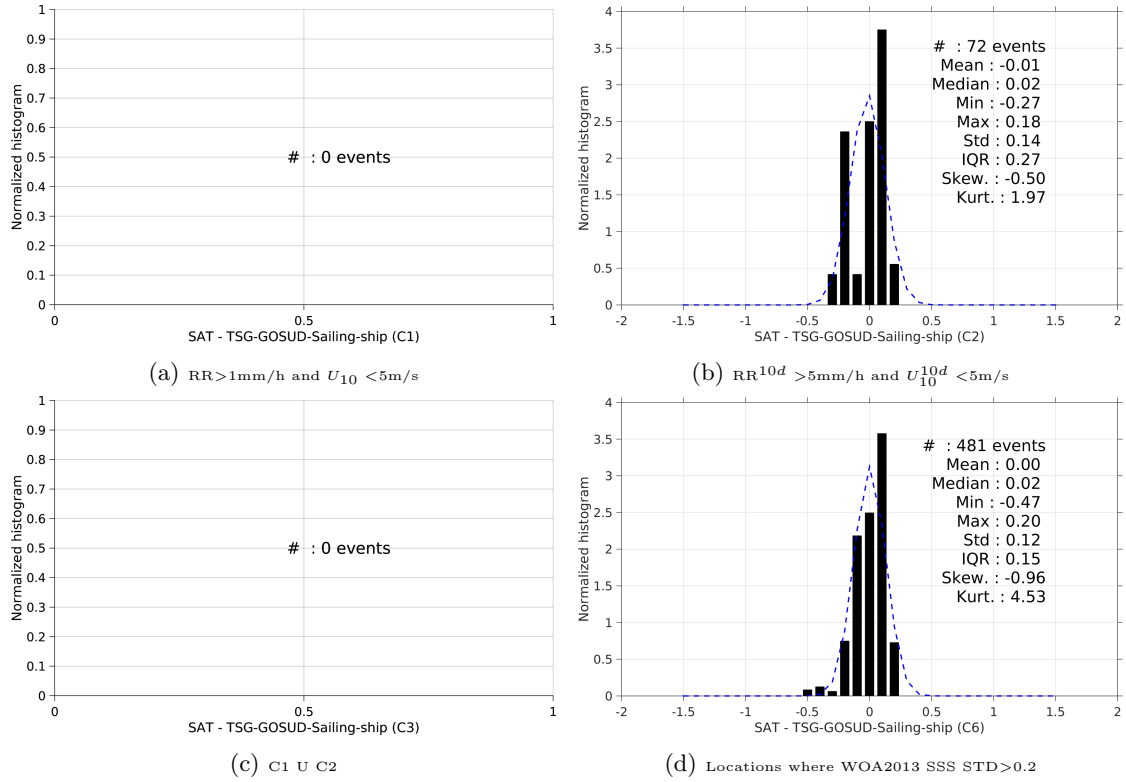 1
0.9
0.8
0.7
0.6
0.5
0.4
0.3
0.2
0.1
0
Normalized histogram
# : 0 events
0 0.5 1
SAT - TSG-GOSUD-Sailing-ship (C1)
(a) RR>1mm/h and U10 <5m/s
4
3.5
3
2.5
2
1.5
1
0.5
0
Normalized histogram
# : 72 events
Mean : -0.01
Median : 0.02
Min : -0.27
Max : 0.18
Std : 0.14
IQR : 0.27
Skew. : -0.50
Kurt. : 1.97
-2 -1.5 -1 -0.5 0 0.5 1 1.5 2
SAT - TSG-GOSUD-Sailing-ship (C2)
(b) RR10d >5mm/h and U10d10 <5m/s
1
0.9
0.8
0.7
0.6
0.5
0.4
0.3
0.2
0.1
0
Normalized histogram
# : 0 events
0 0.5 1
SAT - TSG-GOSUD-Sailing-ship (C3)
(c) C1 U C2
4
3.5
3
2.5
2
1.5
1
0.5
0
Normalized histogram
# : 481 events
Mean : 0.00
Median : 0.02
Min : -0.47
Max : 0.20
Std : 0.12
IQR : 0.15
Skew. : -0.96
Kurt. : 4.53
-2 -1.5 -1 -0.5 0 0.5 1 1.5 2
SAT - TSG-GOSUD-Sailing-ship (C6)
(d) Locations where WOA2013 SSS STD>0.2